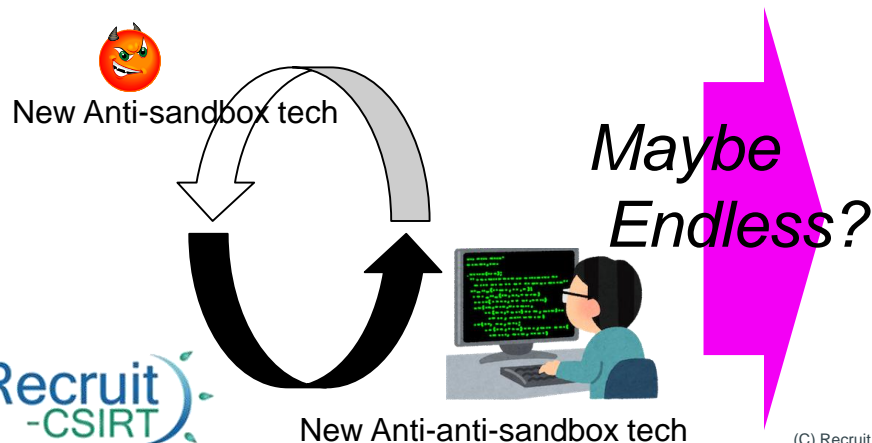 New Anti-sandbox tech
Maybe
Endless?
Recruit
-CSIRT
New Anti-anti-sandbox tech
(C) Recruit